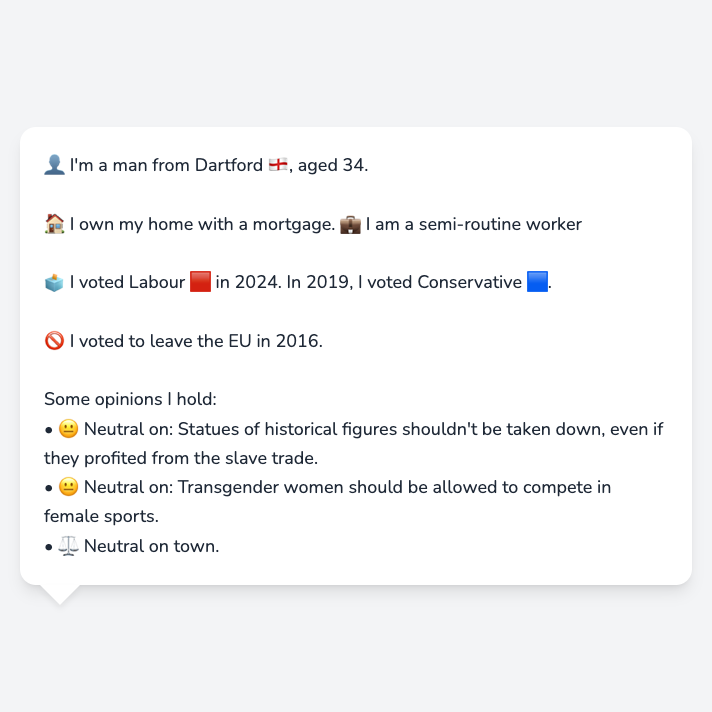 👤 I'm a man from Dartford 🏴󠁧󠁢󠁥󠁮󠁧󠁿, aged 34.
🏠 I own my home with a mortgage. 💼 I am a semi-routine worker
🗳️ I voted Labour 🟥 in 2024. In 2019, I voted Conservative 🟦.
🚫 I voted to leave the EU in 2016.
Some opinions I hold:
• 😐 Neutral on: Statues of historical figures shouldn't be taken down, even if
they profited from the slave trade.
• 😐 Neutral on: Transgender women should be allowed to compete in
female sports.
• ⚖️ Neutral on town.